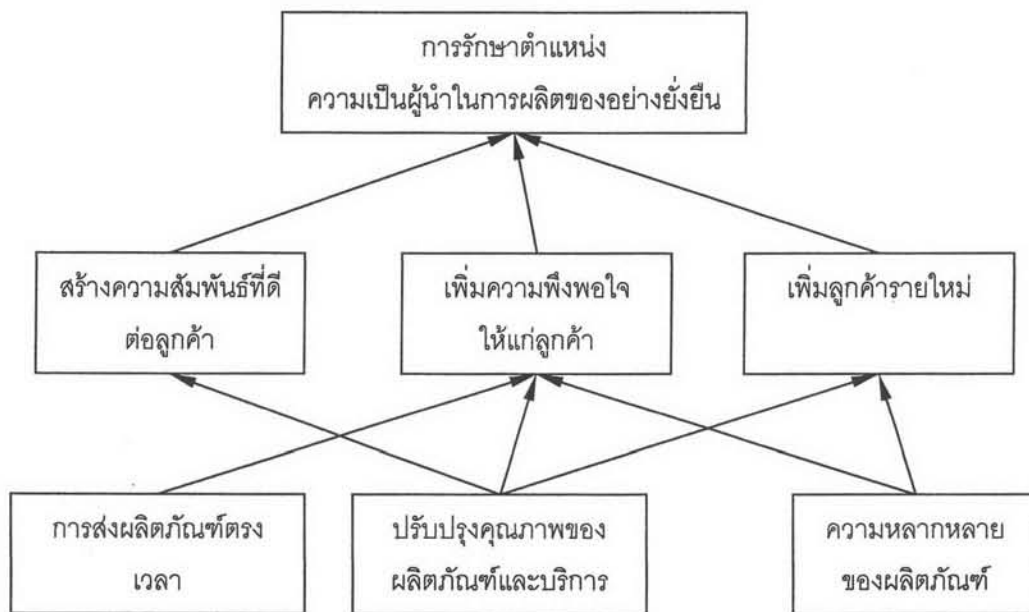 การรักษาตำแหน่ง
ความเป็นผู้นำในการผลิตของอย่างยั่งยืน
สร้างความสัมพันธ์ที่ดี
ต่อลูกค้า
เพิ่มความพึงพอใจ
ให้แก่ลูกค้า
เพิ่มลูกค้ารายใหม่
การส่งผลิตภัณฑ์ตรง
เวลา
ปรับปรุงคุณภาพของ
ผลิตภัณฑ์และบริการ
ความหลากหลาย
ของผลิตภัณฑ์